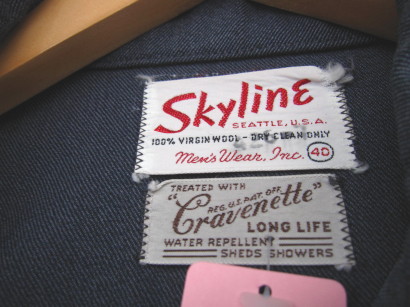 Skyline
SEATTLE, U.S.A.
100% VIRGIN WOOL - DRY CLEAN ONLY
Men's Wear, Inc. 40
TREATED WITH
"Cravenette"
REG. U.S. PAT. OFF.
LONG LIFE
WATER REPELLENT
SHEDS SHOWERS